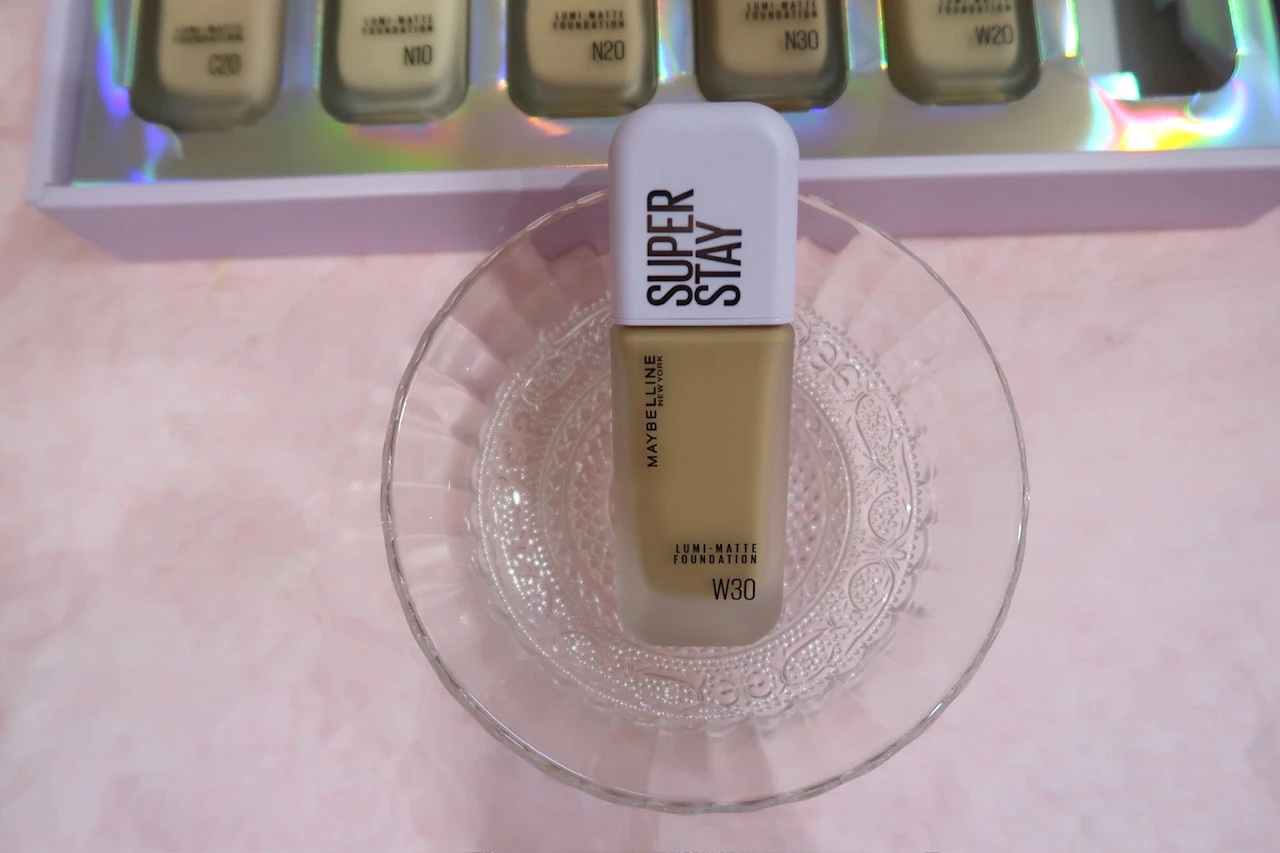 LUMI-MATTE
FOUNDATION
C20
LUMI-MATTE
FOUNDATION
N10
LUMI-MATTE
FOUNDATION
N20
LUMI-MATTE
FOUNDATION
N30
LUMI-MATTE
FOUNDATION
W20
SUPER
STAY
MAYBELLINE
NEW YORK
LUMI-MATTE
FOUNDATION
W30